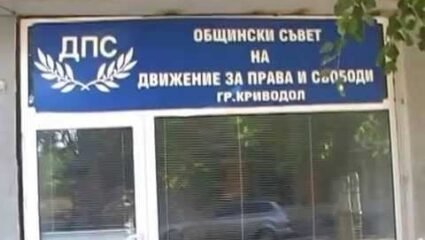 ДПС
ОБЩИНСКИ СЪВЕТ
НА
ДВИЖЕНИЕ ЗА ПРАВА И СВОБОДИ
ГР.КРИВОДОЛ